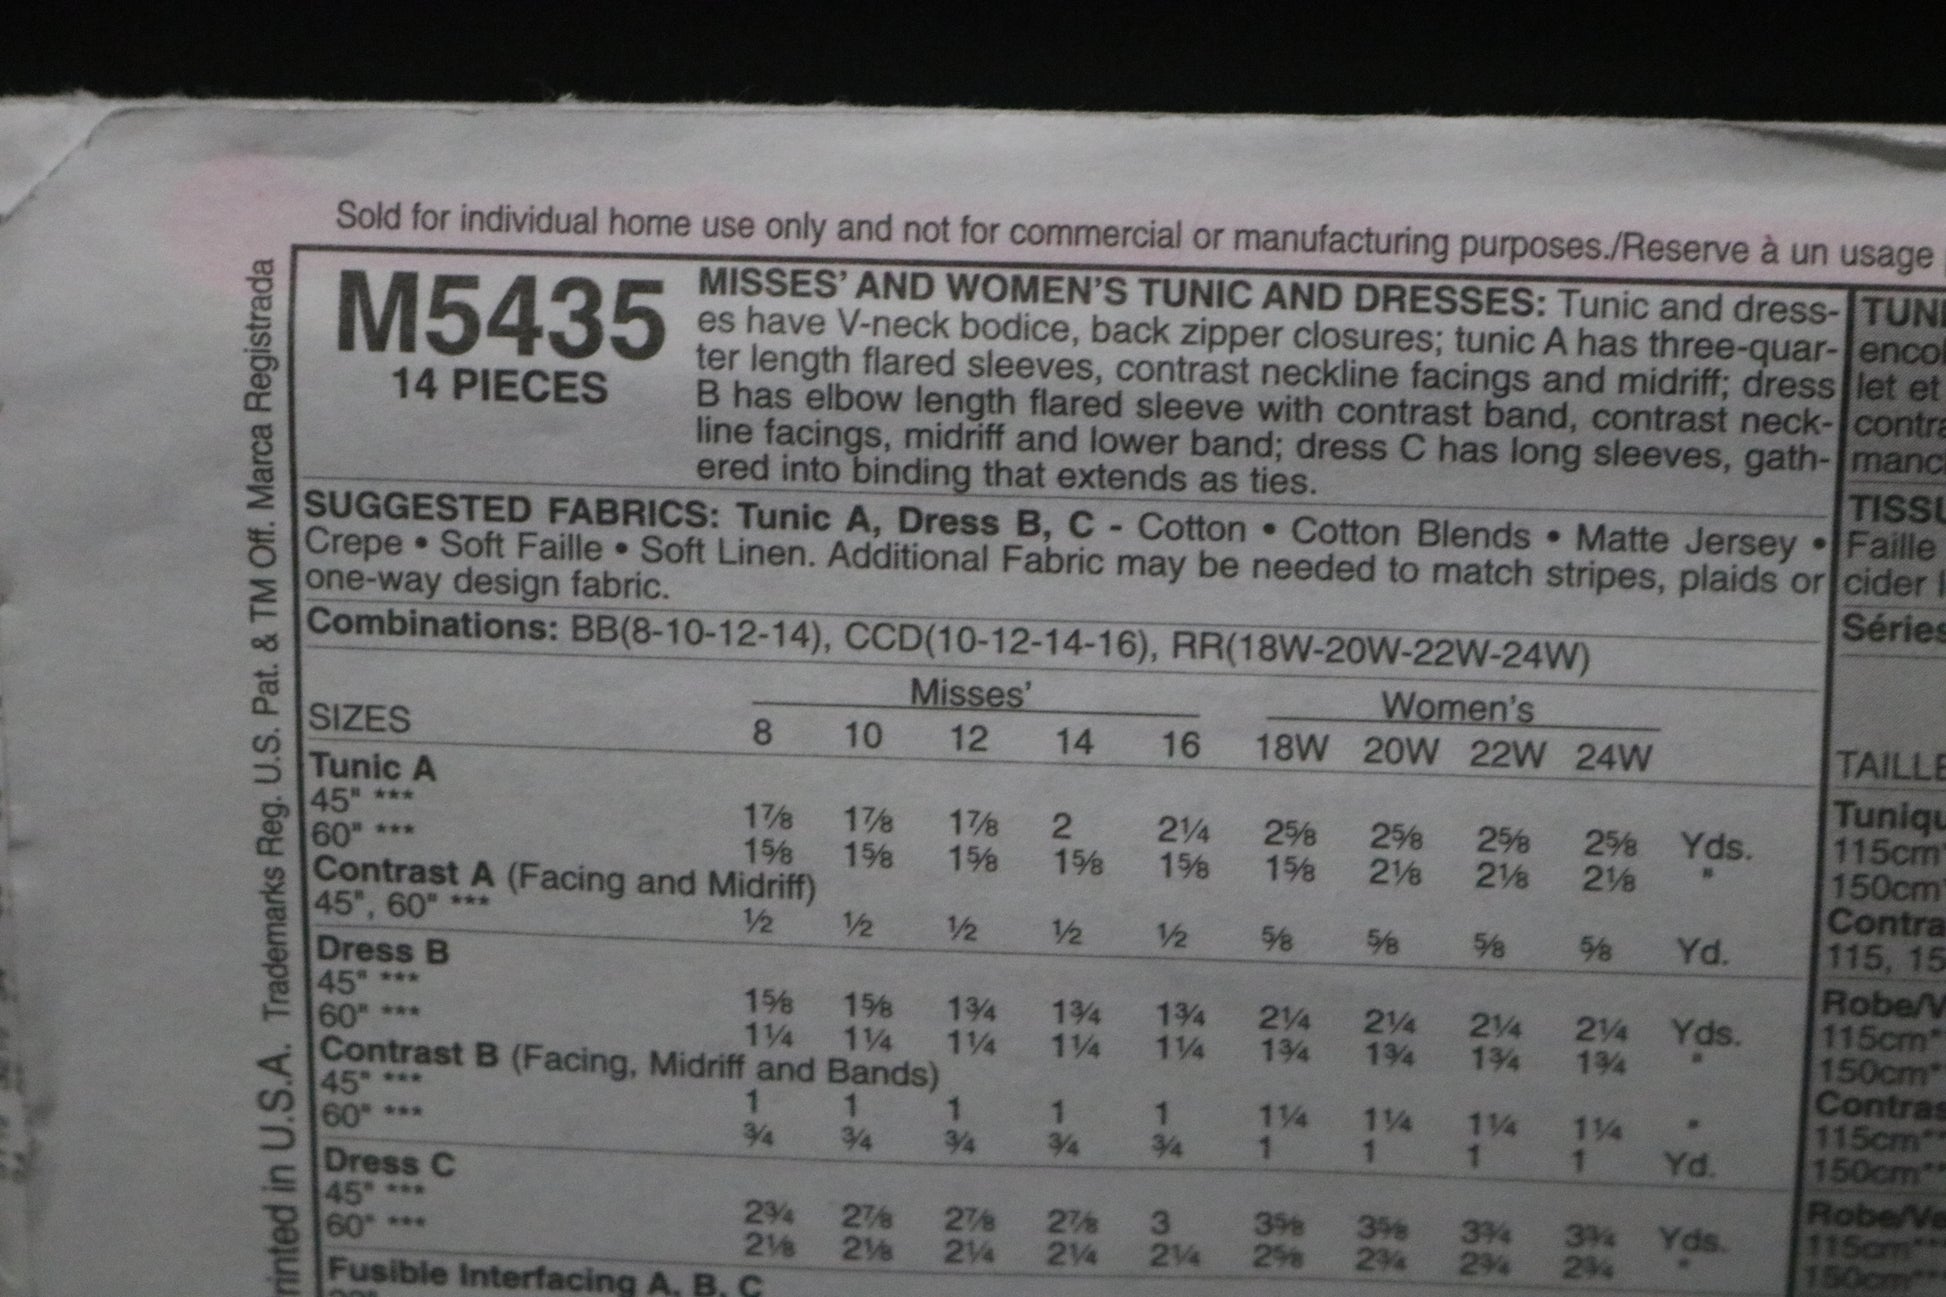 Sold for individual home use only and not for commercial or manufacturing purposes./Reserve à un usage
M5435
14 PIECES
MISSES' AND WOMEN'S TUNIC AND DRESSES: Tunic and dress-
es have V-neck bodice, back zipper closures; tunic A has three-quar-
ter length flared sleeves, contrast neckline facings and midriff; dress
B has elbow length flared sleeve with contrast band, contrast neck-
line facings, midriff and lower band; dress C has long sleeves, gath-
ered into binding that extends as ties.
SUGGESTED FABRICS: Tunic A, Dress B, C - Cotton • Cotton Blends • Matte Jersey •
Crepe • Soft Faille • Soft Linen. Additional Fabric may be needed to match stripes, plaids or
one-way design fabric.
Combinations: BB(8-10-12-14), CCD(10-12-14-16), RR(18W-20W-22W-24W)
Misses' Women's
SIZES 8 10 12 14 16 18W 20W 22W 24W
Tunic A
45" *** 1⅞ 1⅞ 1⅞ 2 2¼ 2⅝ 2⅝ 2⅝ 2⅝ Yds.
60" *** 1⅝ 1⅝ 1⅝ 1⅝ 1⅝ 1⅝ 2⅛ 2⅛ 2⅛ "
Contrast A (Facing and Midriff)
45", 60" *** ½ ½ ½ ½ ½ ⅝ ⅝ ⅝ ⅝ Yd.
Dress B
45" *** 1⅝ 1⅝ 1¾ 1¾ 1¾ 2¼ 2¼ 2¼ 2¼ Yds.
60" *** 1¼ 1¼ 1¼ 1¼ 1¼ 1¾ 1¾ 1¾ 1¾ "
Contrast B (Facing, Midriff and Bands)
45" *** 1 1 1 1 1 1¼ 1¼ 1¼ 1¼ "
60" *** ¾ ¾ ¾ ¾ ¾ 1 1 1 1 Yd.
Dress C
45" *** 2¾ 2⅞ 2⅞ 2⅞ 3 3⅝ 3⅝ 3¾ 3¾ Yds.
60" *** 2⅛ 2⅛ 2¼ 2¼ 2¼ 2⅝ 2¾ 2¾ 2¾ "
Fusible Interfacing A, B, C
rinted in U.S.A. Trademarks Reg. U.S. Pat. & TM Off. Marca Registrada
TUNI
encol
let et
contra
manc
TISSU
Faille
cider l
Séries
TAILLE
Tuniqu
115cm*
150cm*
Contra
115, 15
Robe/V
115cm*
150cm*
Contras
115cm**
150cm**
Robe/Ve
115cm***
150cm***